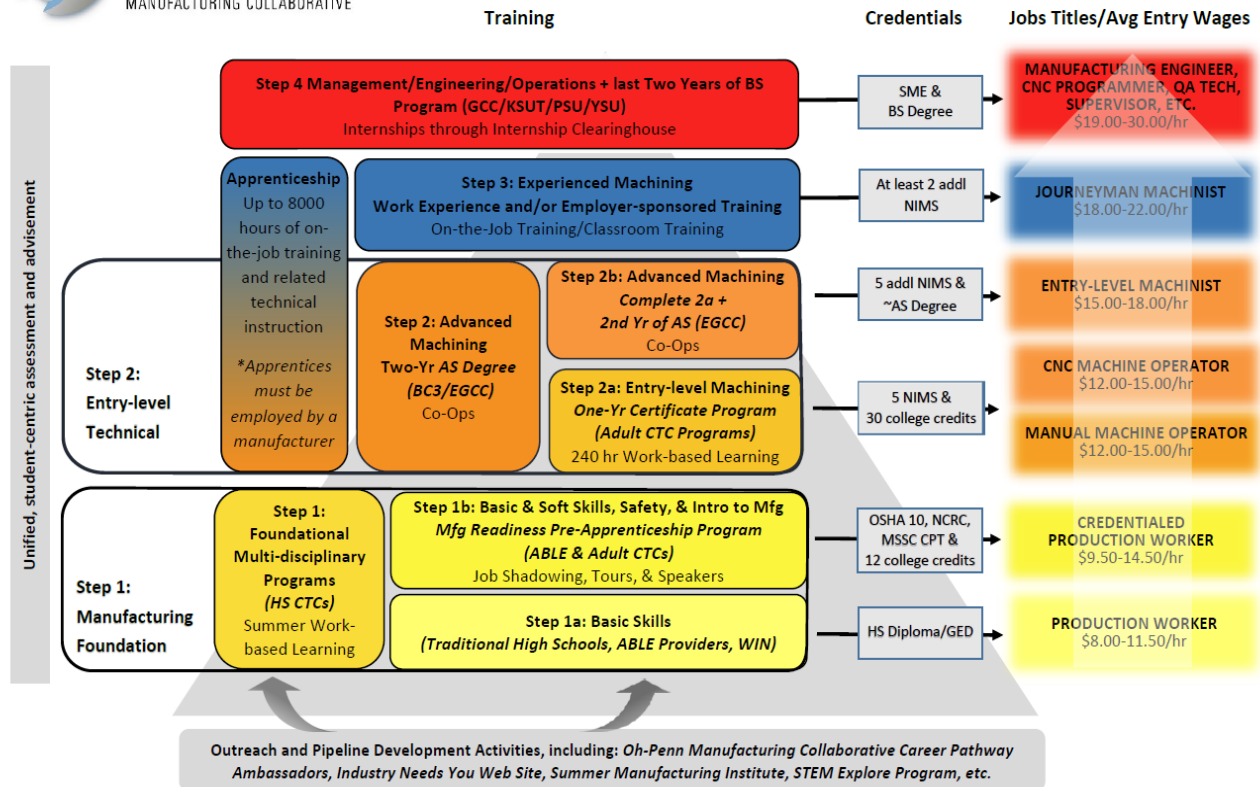 MANUFACTURING COLLABORATIVE
Training
Credentials
Jobs Titles/Avg Entry Wages
Unified, student-centric assessment and advisement
Step 4 Management/Engineering/Operations + last Two Years of BS
Program (GCC/KSUT/PSU/YSU)
Internships through Internship Clearinghouse
SME &
BS Degree
MANUFACTURING ENGINEER,
CNC PROGRAMMER, QA TECH,
SUPERVISOR, ETC.
$19.00-30.00/hr
Apprenticeship
Up to 8000
hours of on-
the-job training
and related
technical
instruction
*Apprentices
must be
employed by a
manufacturer
Step 3: Experienced Machining
Work Experience and/or Employer-sponsored Training
On-the-Job Training/Classroom Training
At least 2 addl
NIMS
JOURNEYMAN MACHINIST
$18.00-22.00/hr
Step 2:
Entry-level
Technical
Step 2: Advanced
Machining
Two-Yr AS Degree
(BC3/EGCC)
Co-Ops
Step 2b: Advanced Machining
Complete 2a +
2nd Yr of AS (EGCC)
Co-Ops
5 addl NIMS &
~AS Degree
ENTRY-LEVEL MACHINIST
$15.00-18.00/hr
Step 2a: Entry-level Machining
One-Yr Certificate Program
(Adult CTC Programs)
240 hr Work-based Learning
5 NIMS &
30 college credits
CNC MACHINE OPERATOR
$12.00-15.00/hr
MANUAL MACHINE OPERATOR
$12.00-15.00/hr
Step 1:
Manufacturing
Foundation
Step 1:
Foundational
Multi-disciplinary
Programs
(HS CTCs)
Summer Work-
based Learning
Step 1b: Basic & Soft Skills, Safety, & Intro to Mfg
Mfg Readiness Pre-Apprenticeship Program
(ABLE & Adult CTCs)
Job Shadowing, Tours, & Speakers
OSHA 10, NCRC,
MSSC CPT &
12 college credits
CREDENTIALED
PRODUCTION WORKER
$9.50-14.50/hr
Step 1a: Basic Skills
(Traditional High Schools, ABLE Providers, WIN)
HS Diploma/GED
PRODUCTION WORKER
$8.00-11.50/hr
Outreach and Pipeline Development Activities, including: Oh-Penn Manufacturing Collaborative Career Pathway
Ambassadors, Industry Needs You Web Site, Summer Manufacturing Institute, STEM Explore Program, etc.